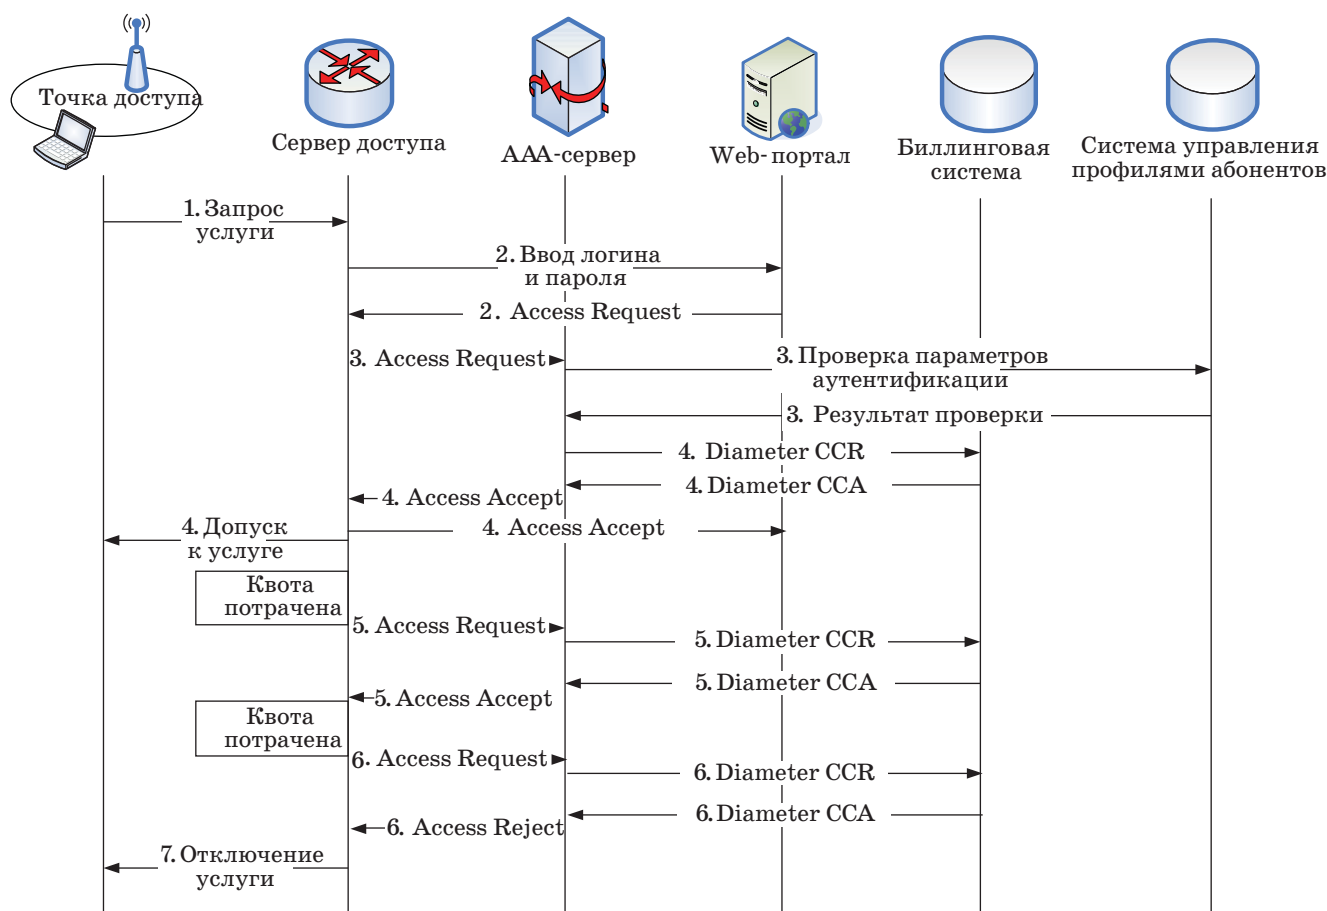 Точка доступа
Сервер доступа
AAA-сервер
Web-портал
Биллинговая
система
Система управления
профилями абонентов
1. Запрос
услуги
2. Ввод логина
и пароля
2. Access Request
3. Access Request
3. Проверка параметров
аутентификации
3. Результат проверки
4. Diameter CCR
4. Diameter CCA
4. Access Accept
4. Access Accept
4. Допуск
к услуге
Квота
потрачена
5. Access Request
5. Diameter CCR
5. Diameter CCA
5. Access Accept
Квота
потрачена
6. Access Request
6. Diameter CCR
6. Diameter CCA
6. Access Reject
7. Отключение
услуги